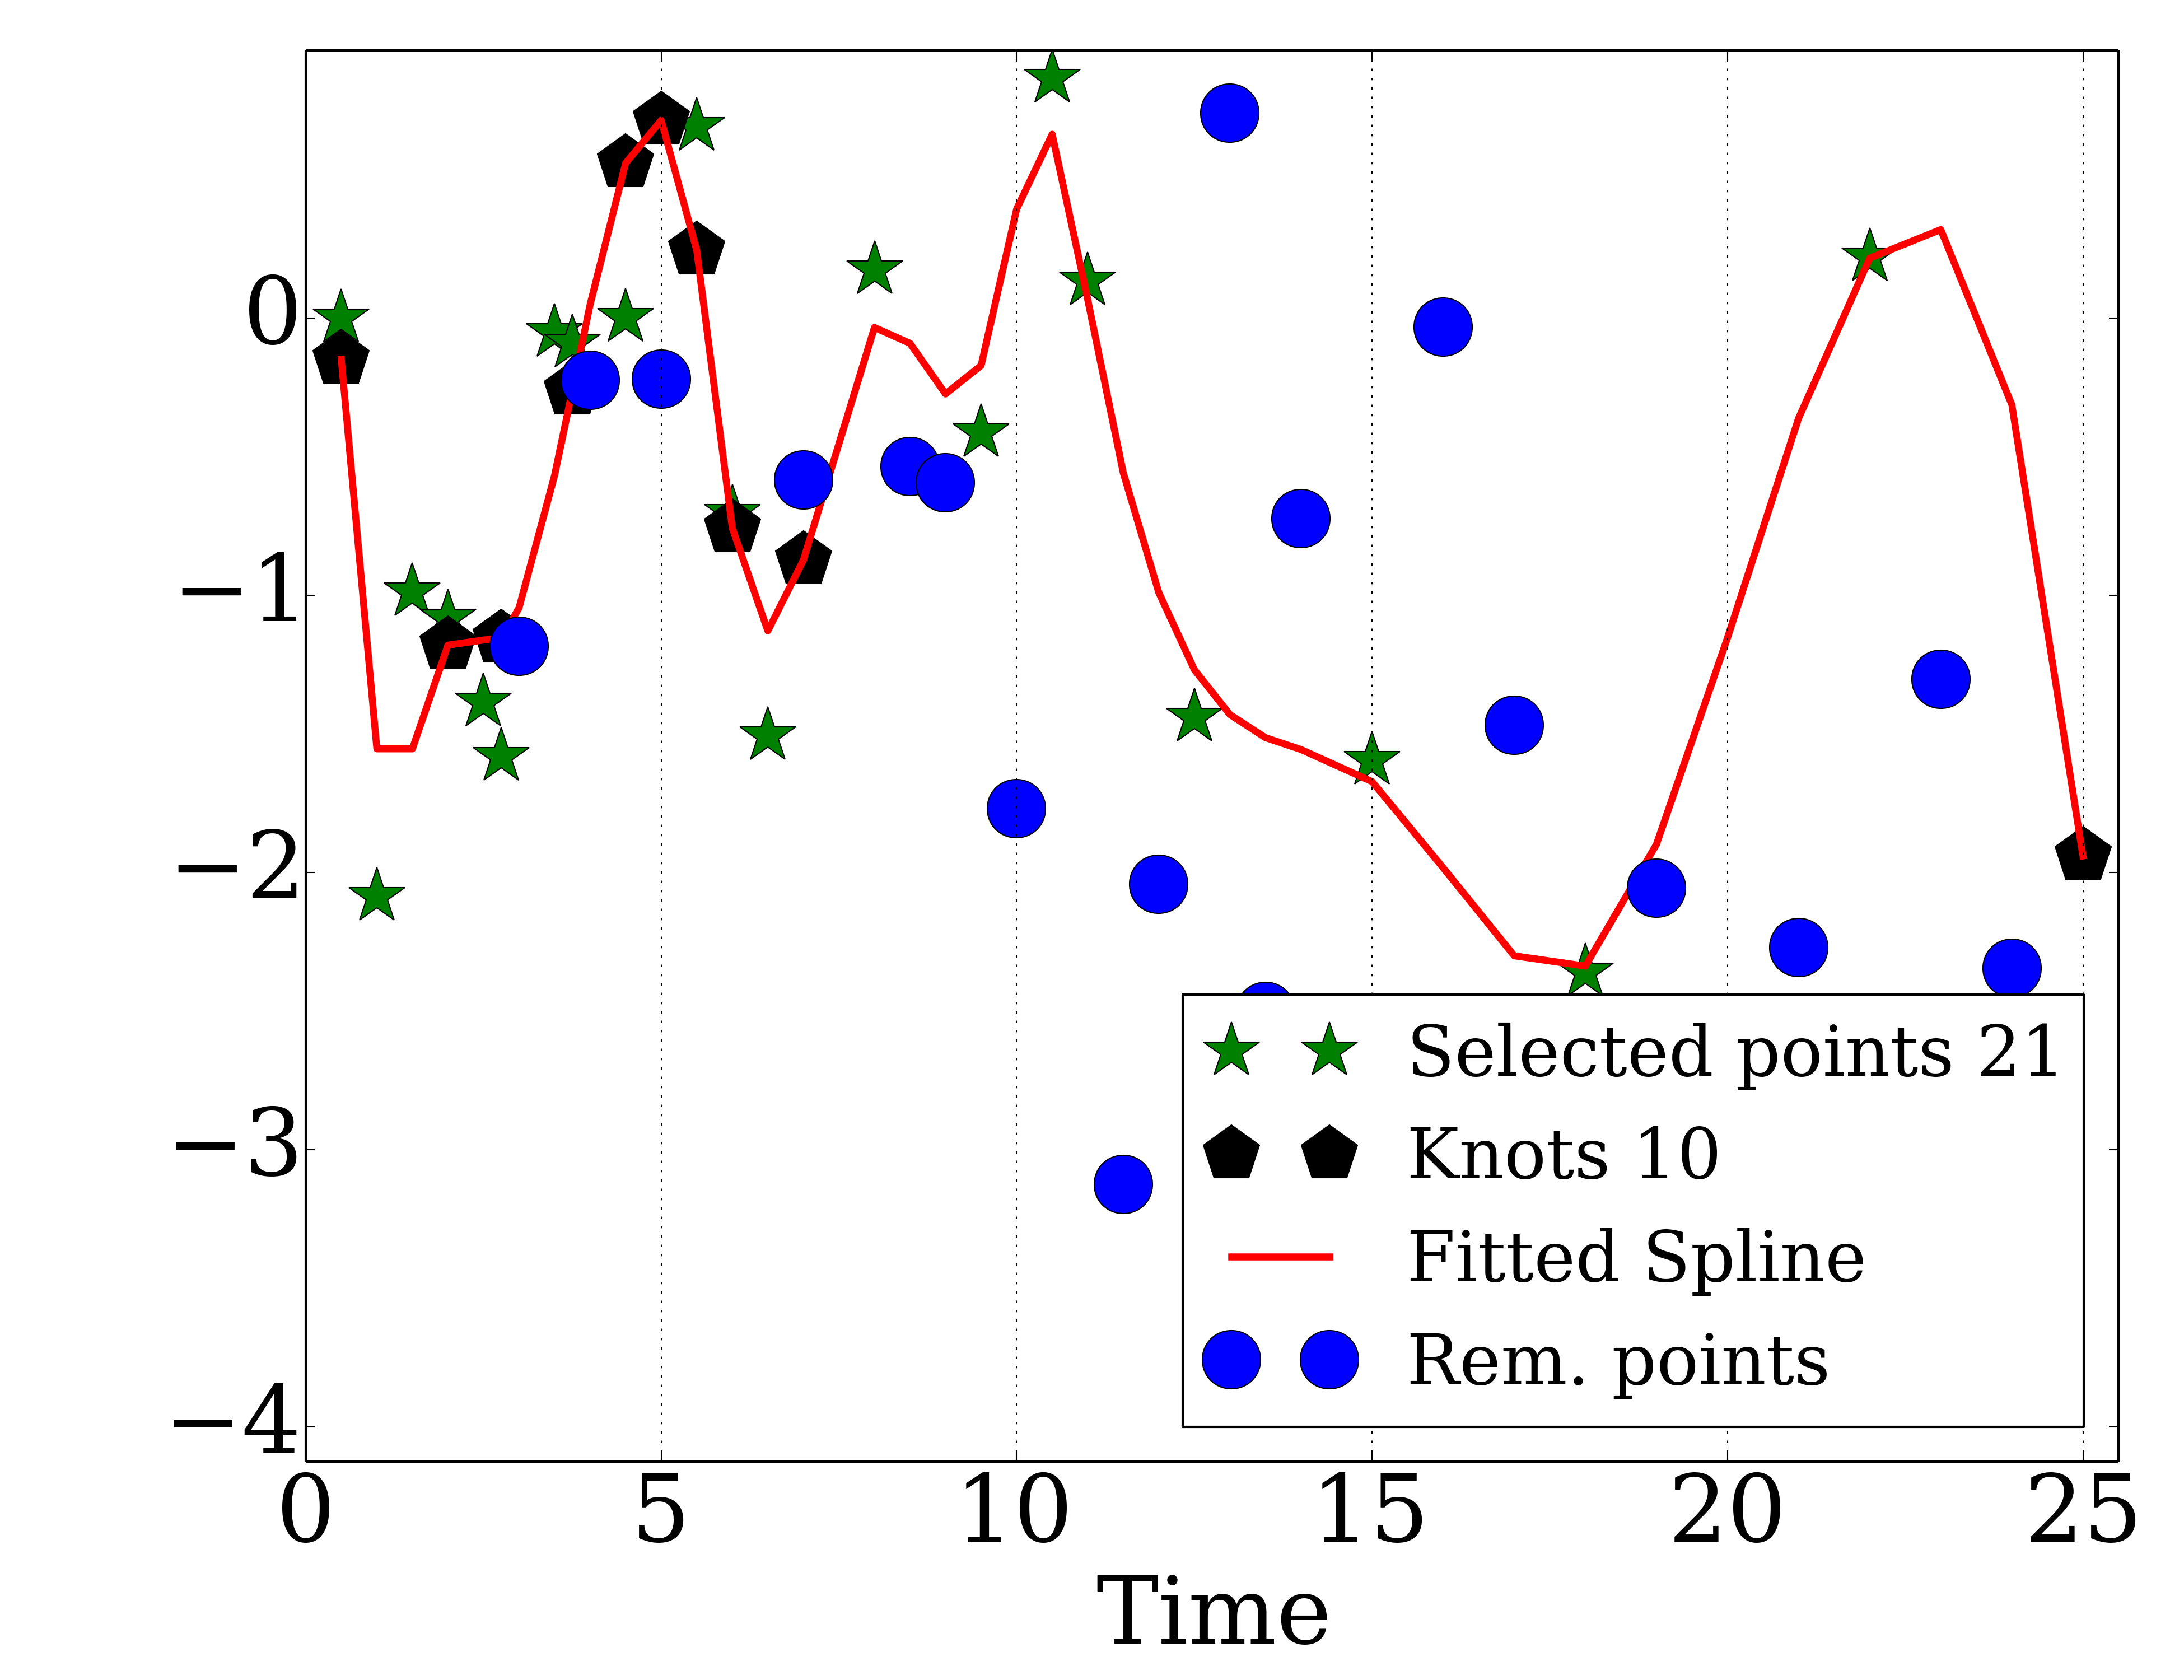 0
−1
−2
−3
−4
0 5 10 15 20 25
Time
Selected points 21
Knots 10
Fitted Spline
Rem. points